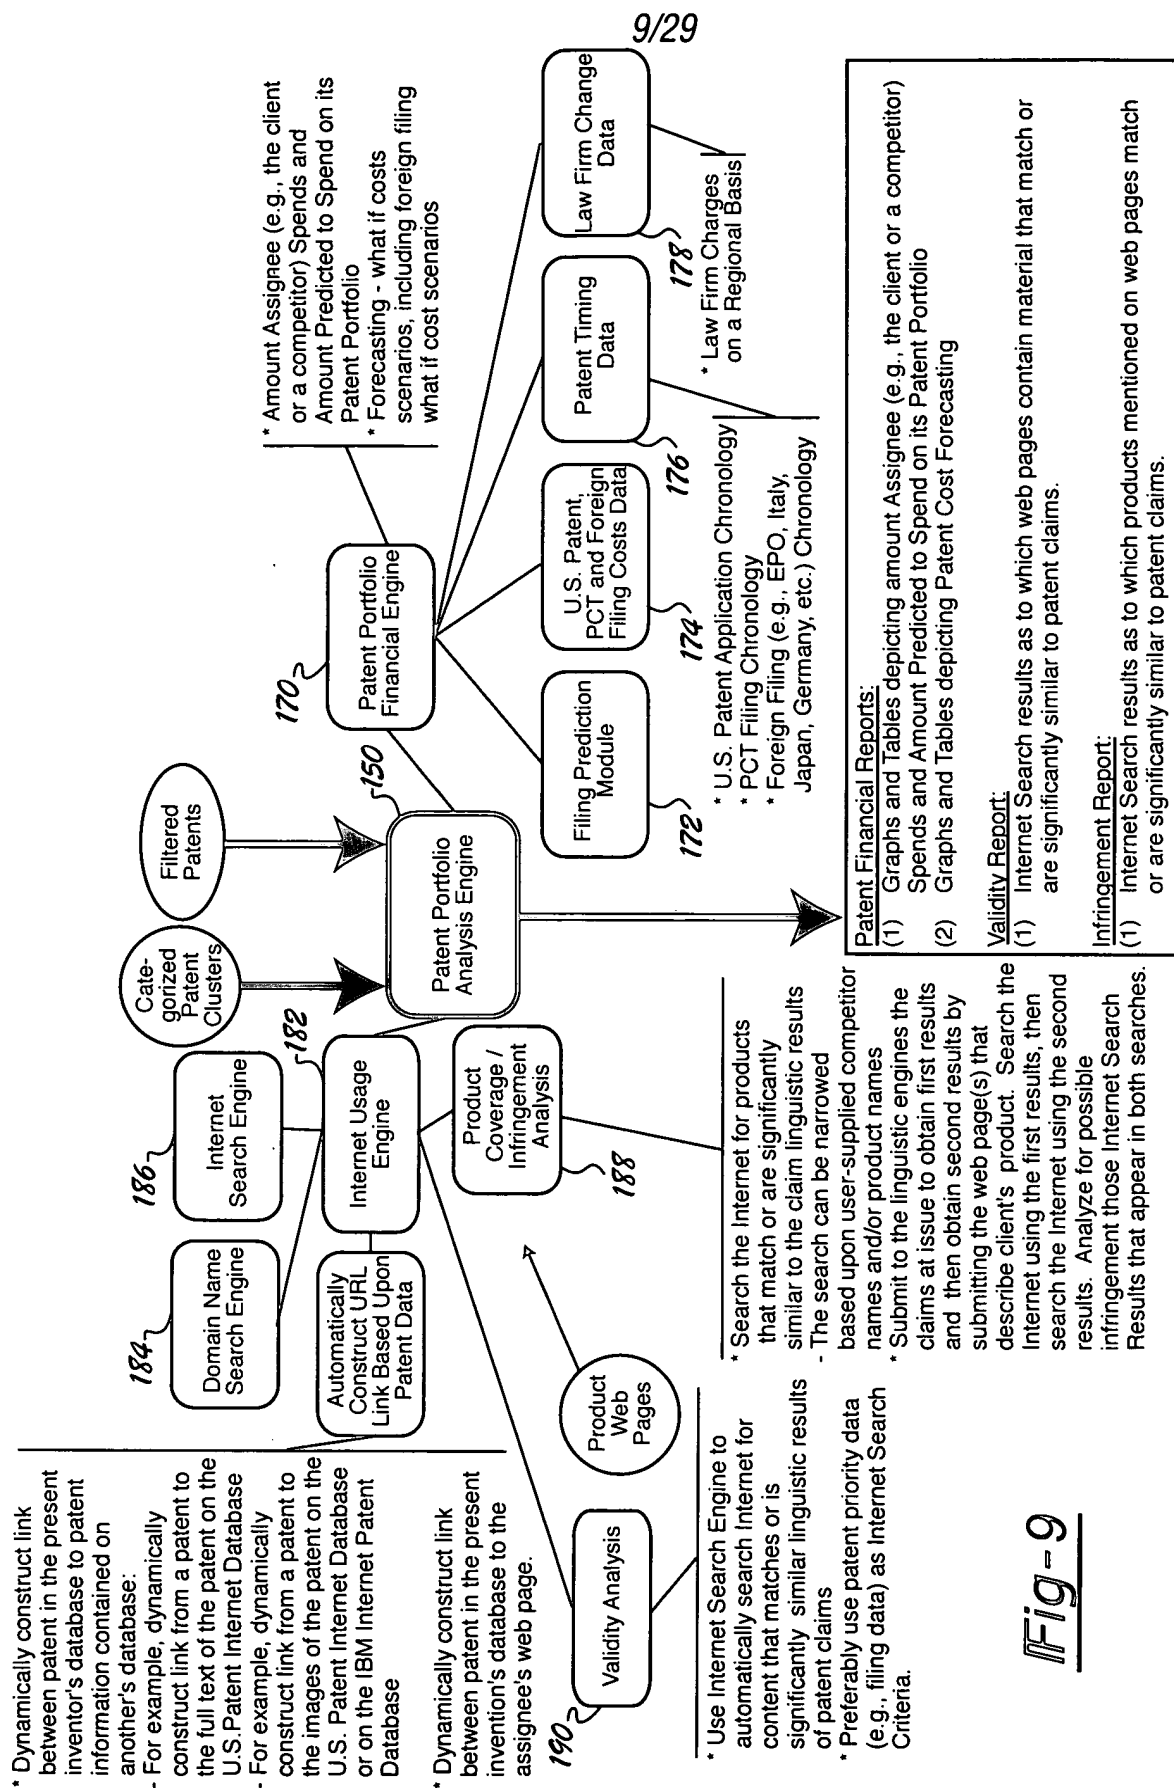 9/29
* Dynamically construct link
between patent in the present
inventor's database to patent
information contained on
another's database:
- For example, dynamically
construct link from a patent to
the full text of the patent on the
U.S.Patent Internet Database
- For example, dynamically
construct link from a patent to
the images of the patent on the
U.S. Patent Internet Database
or on the IBM Internet Patent
Database
* Dynamically construct link
between patent in the present
invention's database to the
assignee's web page.
184
Domain Name
Search Engine
186
Internet
Search Engine
Automatically
Construct URL
Link Based Upon
Patent Data
182
Internet Usage
Engine
Product
Coverage /
Infringement
Analysis
188
Cate-
gorized
Patent
Clusters
Filtered
Patents
150
Patent Portfolio
Analysis Engine
170
Patent Portfolio
Financial Engine
* Amount Assignee (e.g., the client
or a competitor) Spends and
Amount Predicted to Spend on its
Patent Portfolio
* Forecasting - what if costs
scenarios, including foreign filing
what if cost scenarios
Filing Prediction
Module
172
U.S. Patent,
PCT and Foreign
Filing Costs Data
174
Patent Timing
Data
176
Law Firm Change
Data
178
* U.S. Patent Application Chronology
* PCT Filing Chronology
* Foreign Filing (e.g., EPO, Italy,
Japan, Germany, etc.) Chronology
* Law Firm Charges
on a Regional Basis
190
Validity Analysis
Product
Web
Pages
* Use Internet Search Engine to
automatically search Internet for
content that matches or is
significantly similar linguistic results
of patent claims
* Preferably use patent priority data
(e.g., filing data) as Internet Search
Criteria.
* Search the Internet for products
that match or are significantly
similar to the claim linguistic results
- The search can be narrowed
based upon user-supplied competitor
names and/or product names
* Submit to the linguistic engines the
claims at issue to obtain first results
and then obtain second results by
submitting the web page(s) that
describe client's product. Search the
Internet using the first results, then
search the Internet using the second
results. Analyze for possible
infringement those Internet Search
Results that appear in both searches.
Patent Financial Reports:
(1) Graphs and Tables depicting amount Assignee (e.g., the client or a competitor)
Spends and Amount Predicted to Spend on its Patent Portfolio
(2) Graphs and Tables depicting Patent Cost Forecasting
Validity Report:
(1) Internet Search results as to which web pages contain material that match or
are significantly similar to patent claims.
Infringement Report:
(1) Internet Search results as to which products mentioned on web pages match
or are significantly similar to patent claims.
Fig-9